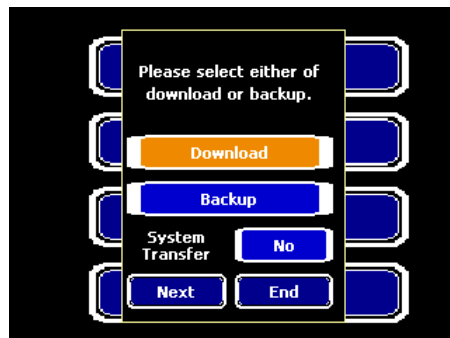 Please select either of
download or backup.
Download
Backup
System
Transfer
No
Next
End